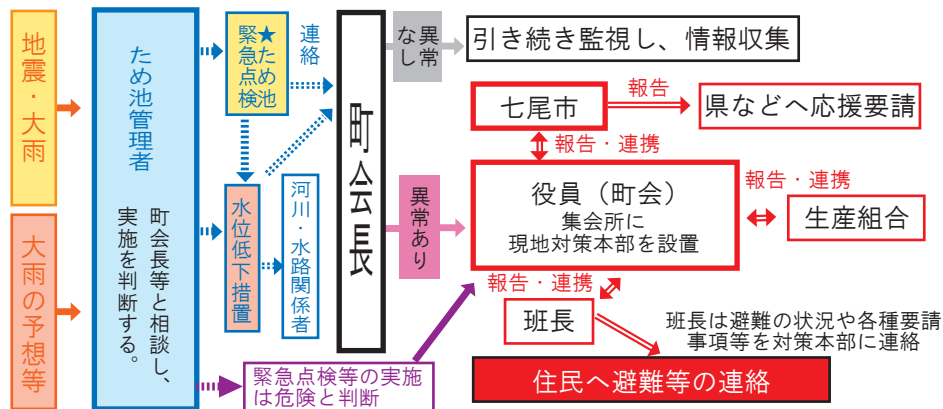 地震・大雨
大雨の予想等
ため池管理者
町会長等と相談し、
実施を判断する。
★ため池
緊急点検
連絡
水位低下措置
河川・水路関係者
緊急点検等の実施
は危険と判断
町会長
異常
なし
引き続き監視し、情報収集
異常あり
七尾市
報告
県などへ応援要請
報告・連携
役員（町会）
集会所に
現地対策本部を設置
報告・連携
生産組合
報告・連携
班長
班長は避難の状況や各種要請
事項等を対策本部に連絡
住民へ避難等の連絡